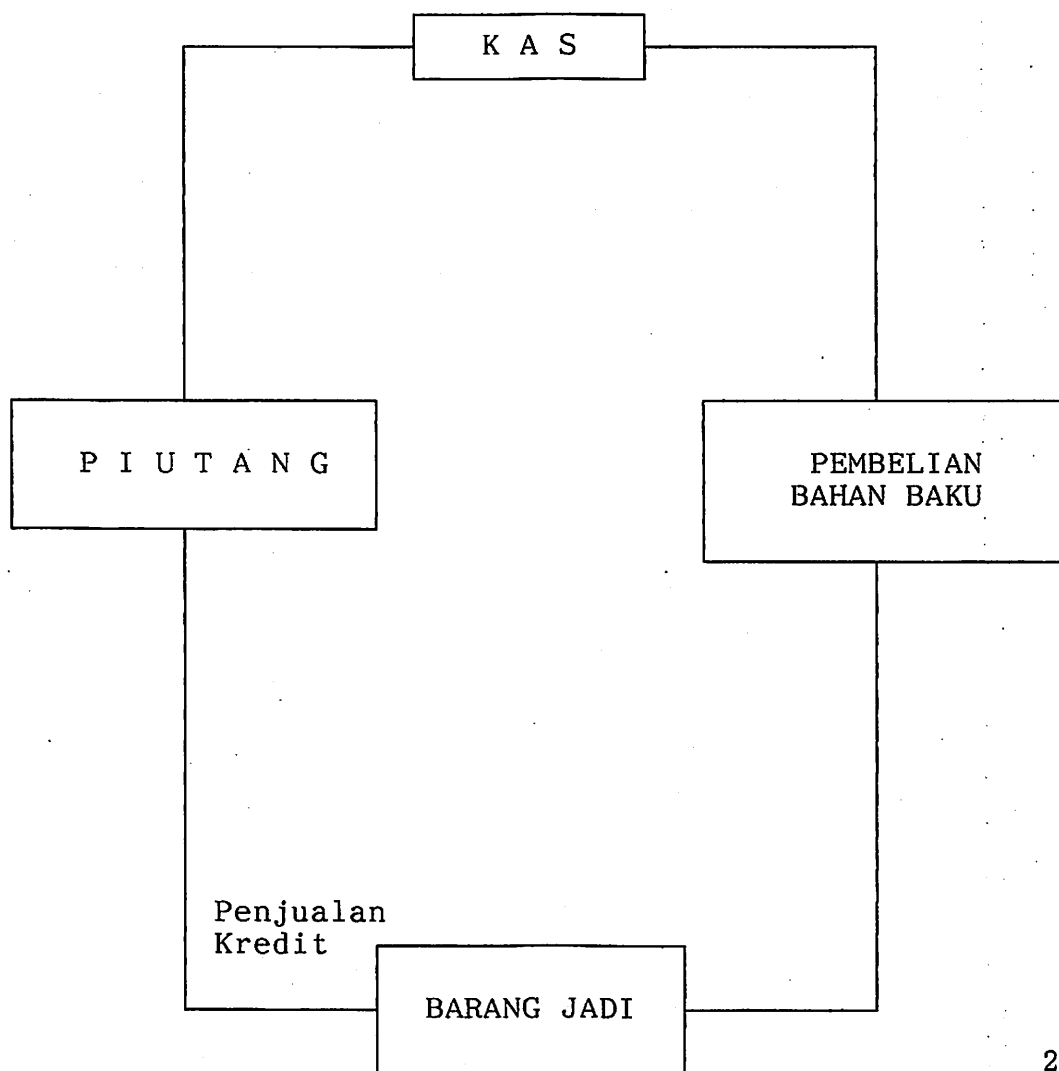 K A S
P I U T A N G
PEMBELIAN
BAHAN BAKU
Penjualan
Kredit
BARANG JADI
2